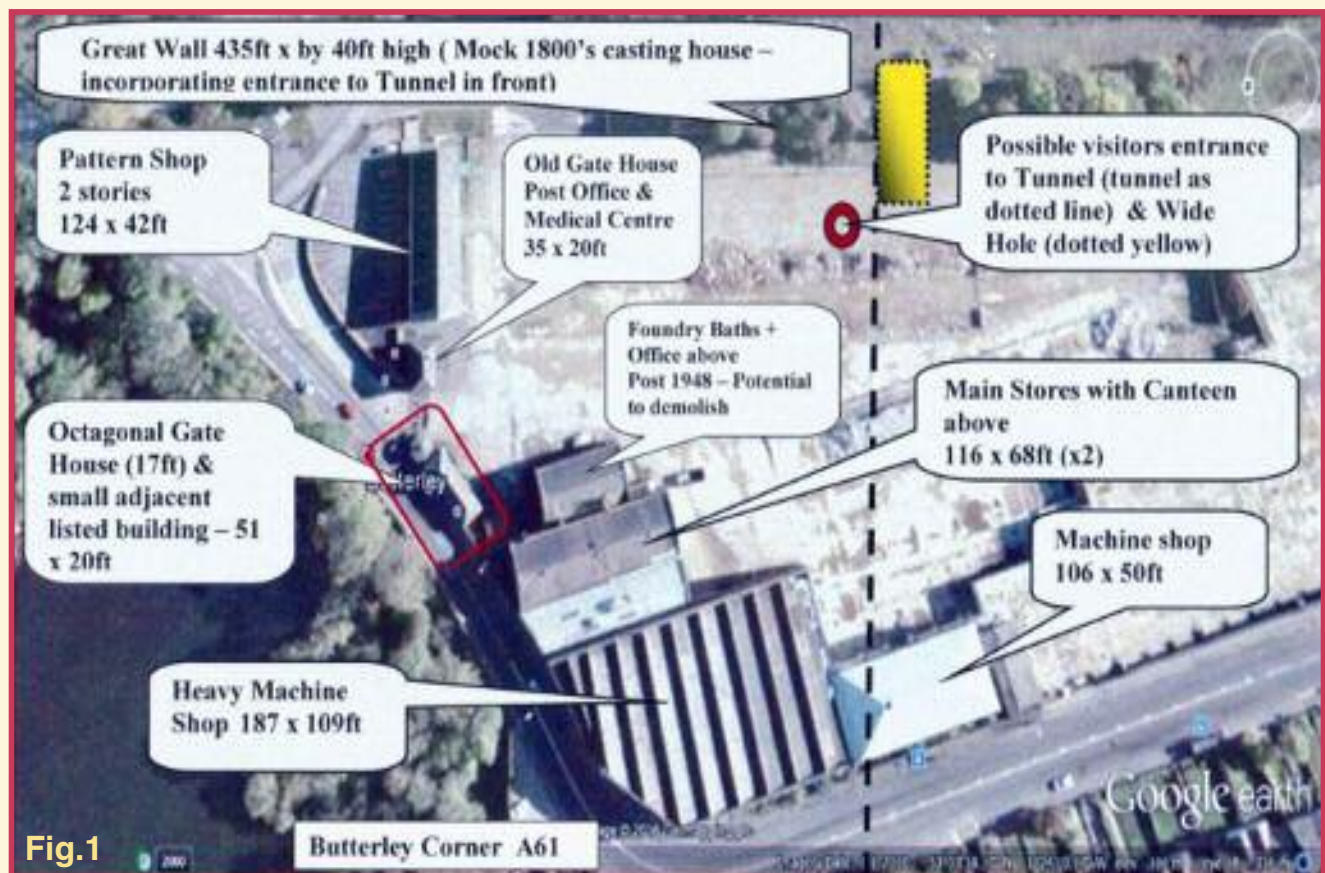 Great Wall 435ft x by 40ft high ( Mock 1800's casting house –
incorporating entrance to Tunnel in front)
Pattern Shop
2 stories
124 x 42ft
Old Gate House
Post Office &
Medical Centre
35 x 20ft
Possible visitors entrance
to Tunnel (tunnel as
dotted line) & Wide
Hole (dotted yellow)
Foundry Baths +
Office above
Post 1948 – Potential
to demolish
Main Stores with Canteen
above
116 x 68ft (x2)
Octagonal Gate
House (17ft) &
small adjacent
listed building – 51
x 20ft
Machine shop
106 x 50ft
Heavy Machine
Shop 187 x 109ft
Google earth
Butterley Corner A61
Fig.1
2000